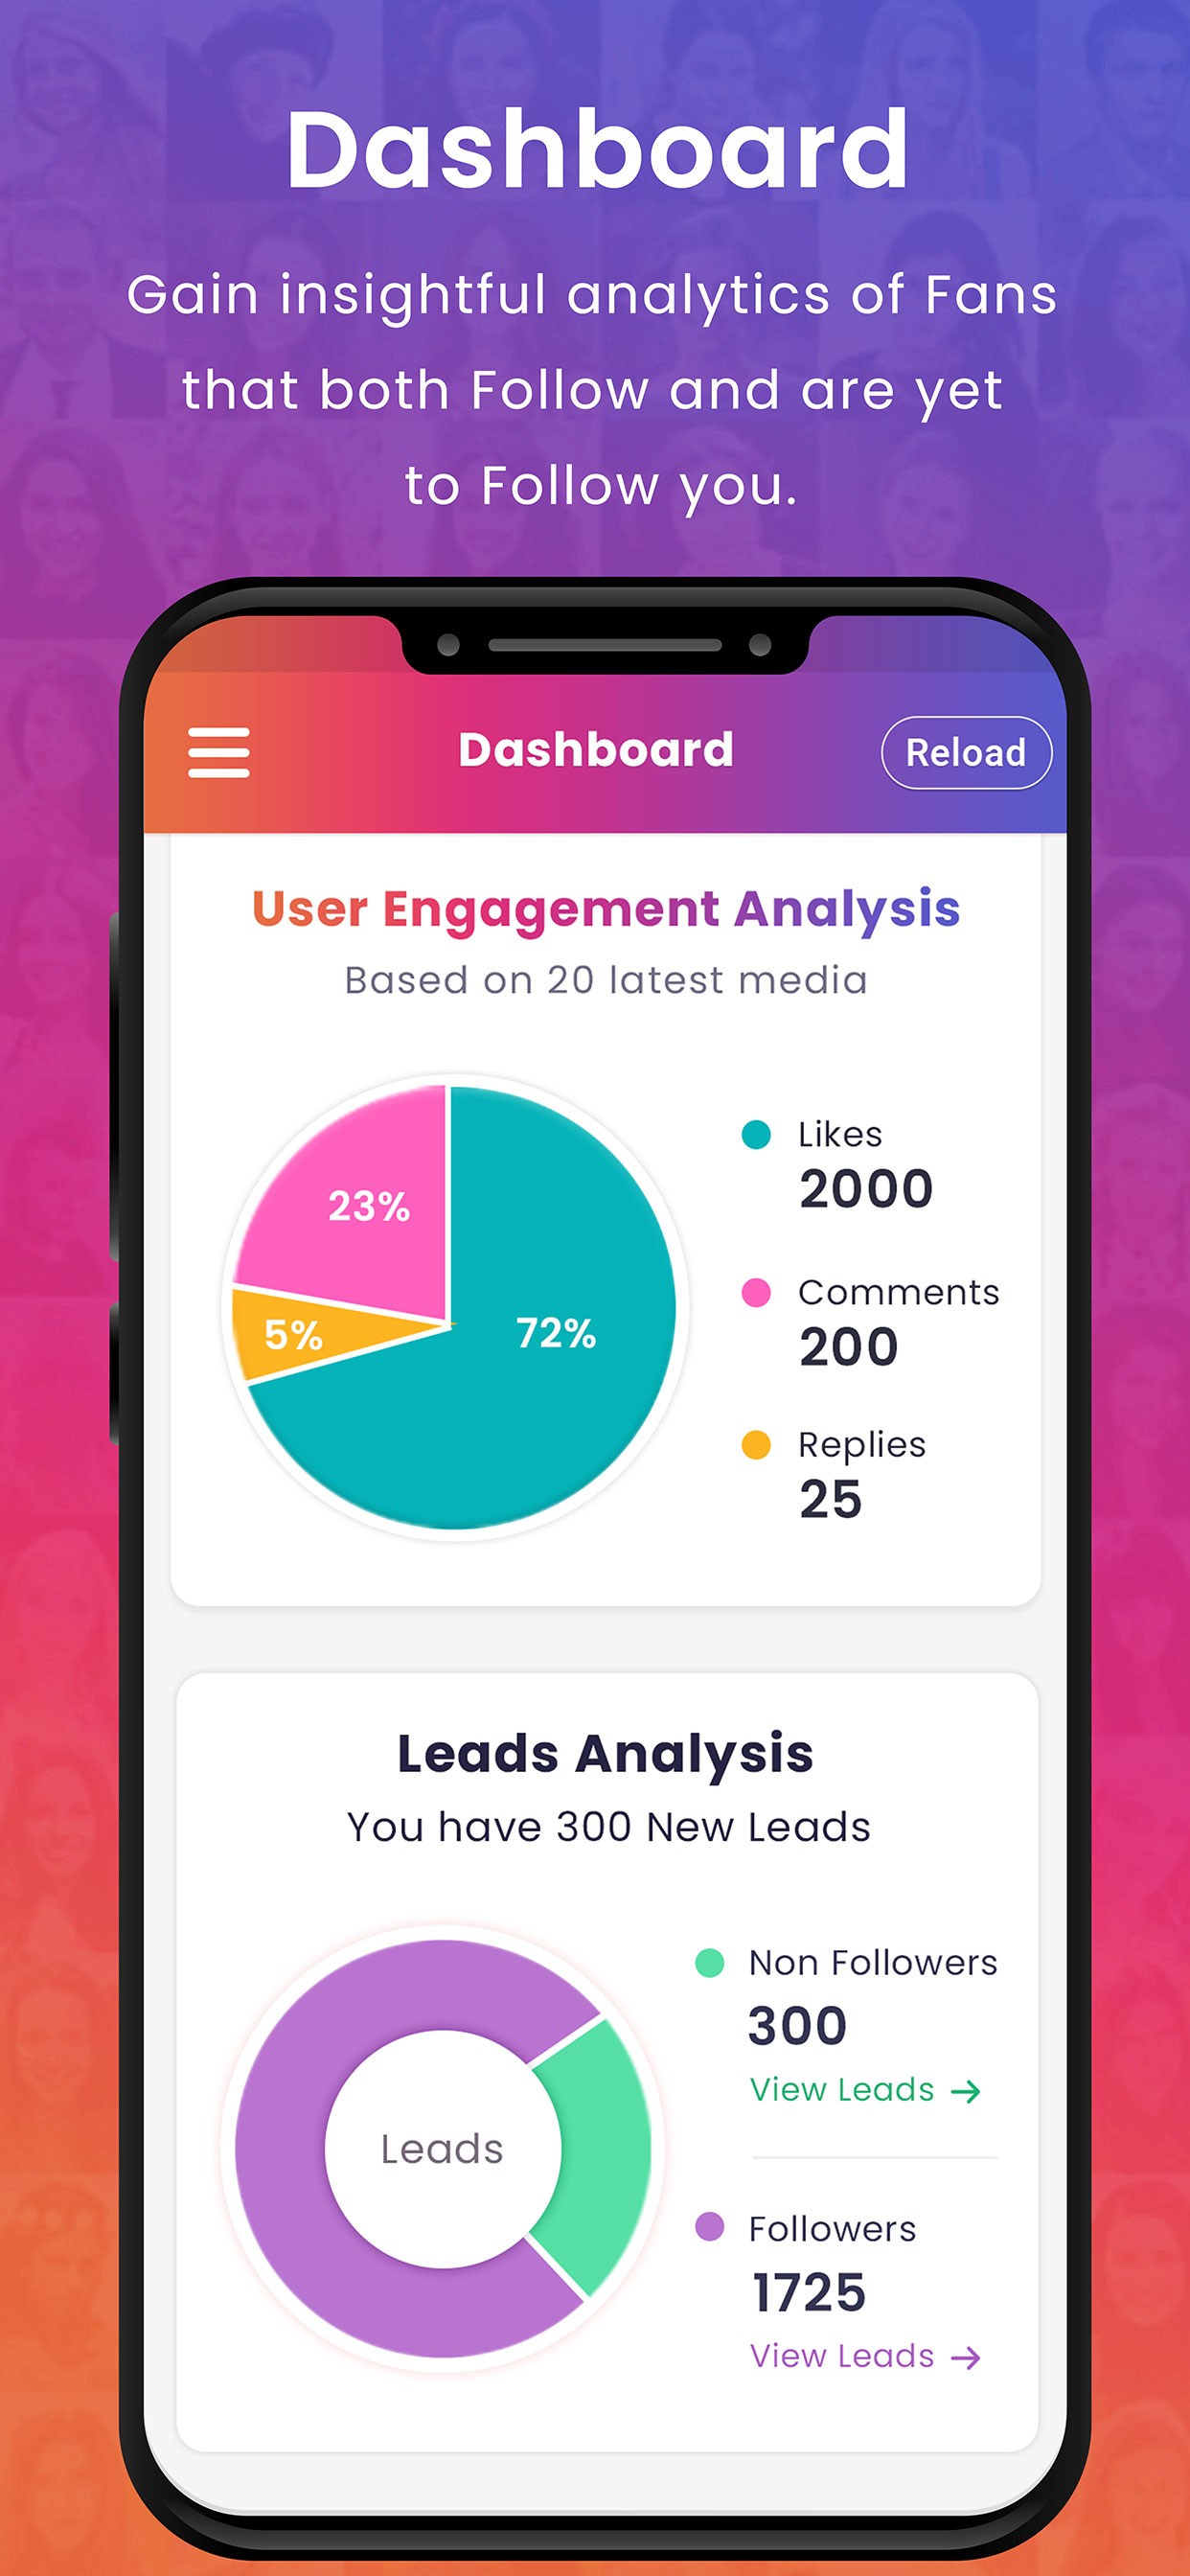 Dashboard
Gain insightful analytics of Fans
that both Follow and are yet
to Follow you.
Dashboard
Reload
User Engagement Analysis
Based on 20 latest media
23%
5%
72%
Likes
2000
Comments
200
Replies
25
Leads Analysis
You have 300 New Leads
Leads
Non Followers
300
View Leads →
Followers
1725
View Leads →